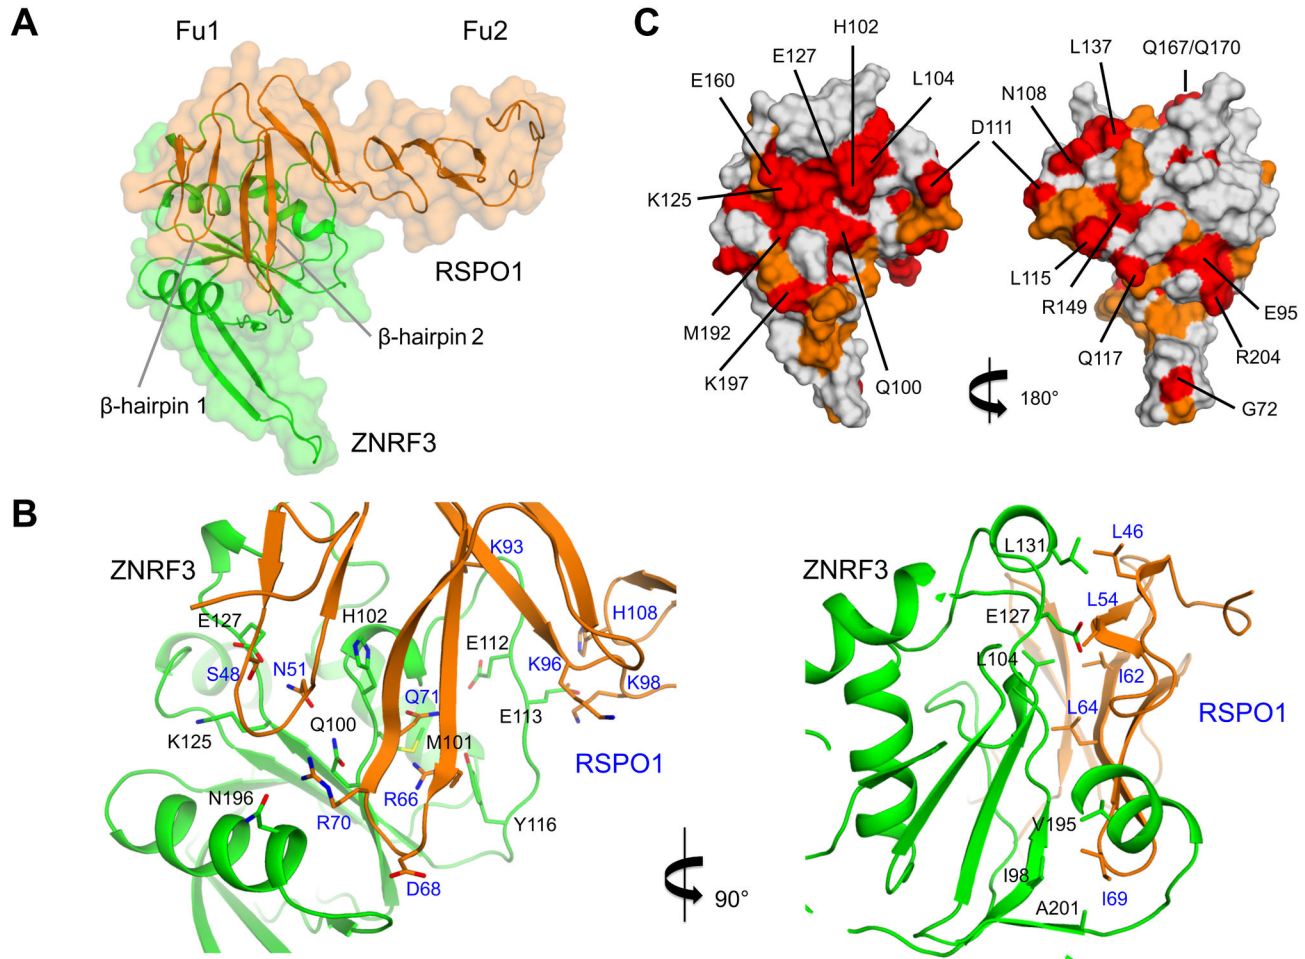 A
Fu1
Fu2
RSPO1
β-hairpin 2
β-hairpin 1
ZNRF3
C
H102
E127
L104
E160
K125
D111
M192
K197
Q100
L137
Q167/Q170
N108
L115
R149
Q117
E95
R204
G72
180°
B
ZNRF3
K93
H108
E127
H102
E112
S48
N51
K96
K98
Q71
E113
Q100
M101
K125
RSPO1
N196
R66
R70
Y116
D68
90°
ZNRF3
L131
L46
L54
E127
L104
I62
L64
RSPO1
V195
I98
I69
A201